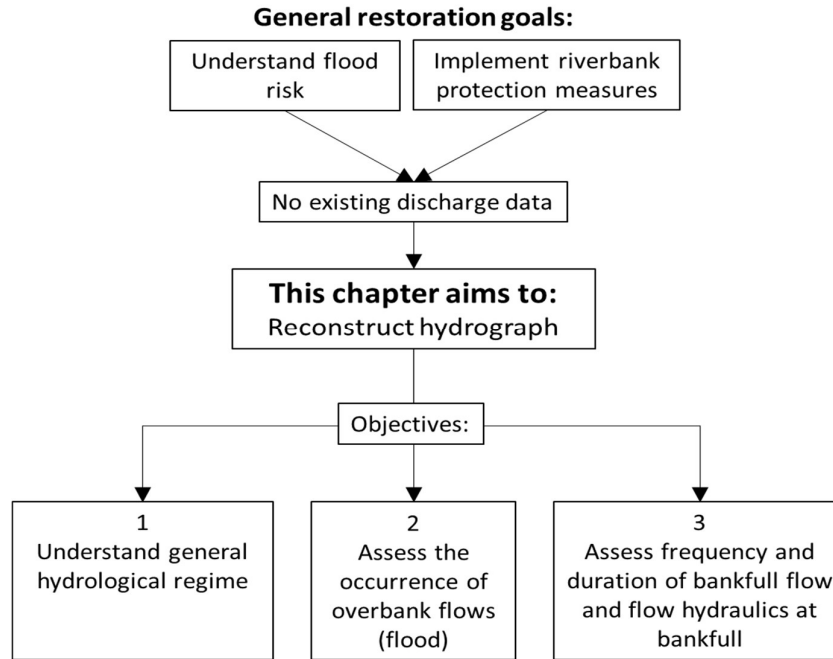 General restoration goals:
Understand flood
risk
Implement riverbank
protection measures
No existing discharge data
This chapter aims to:
Reconstruct hydrograph
Objectives:
1
Understand general
hydrological regime
2
Assess the
occurrence of
overbank flows
(flood)
3
Assess frequency and
duration of bankfull flow
and flow hydraulics at
bankfull